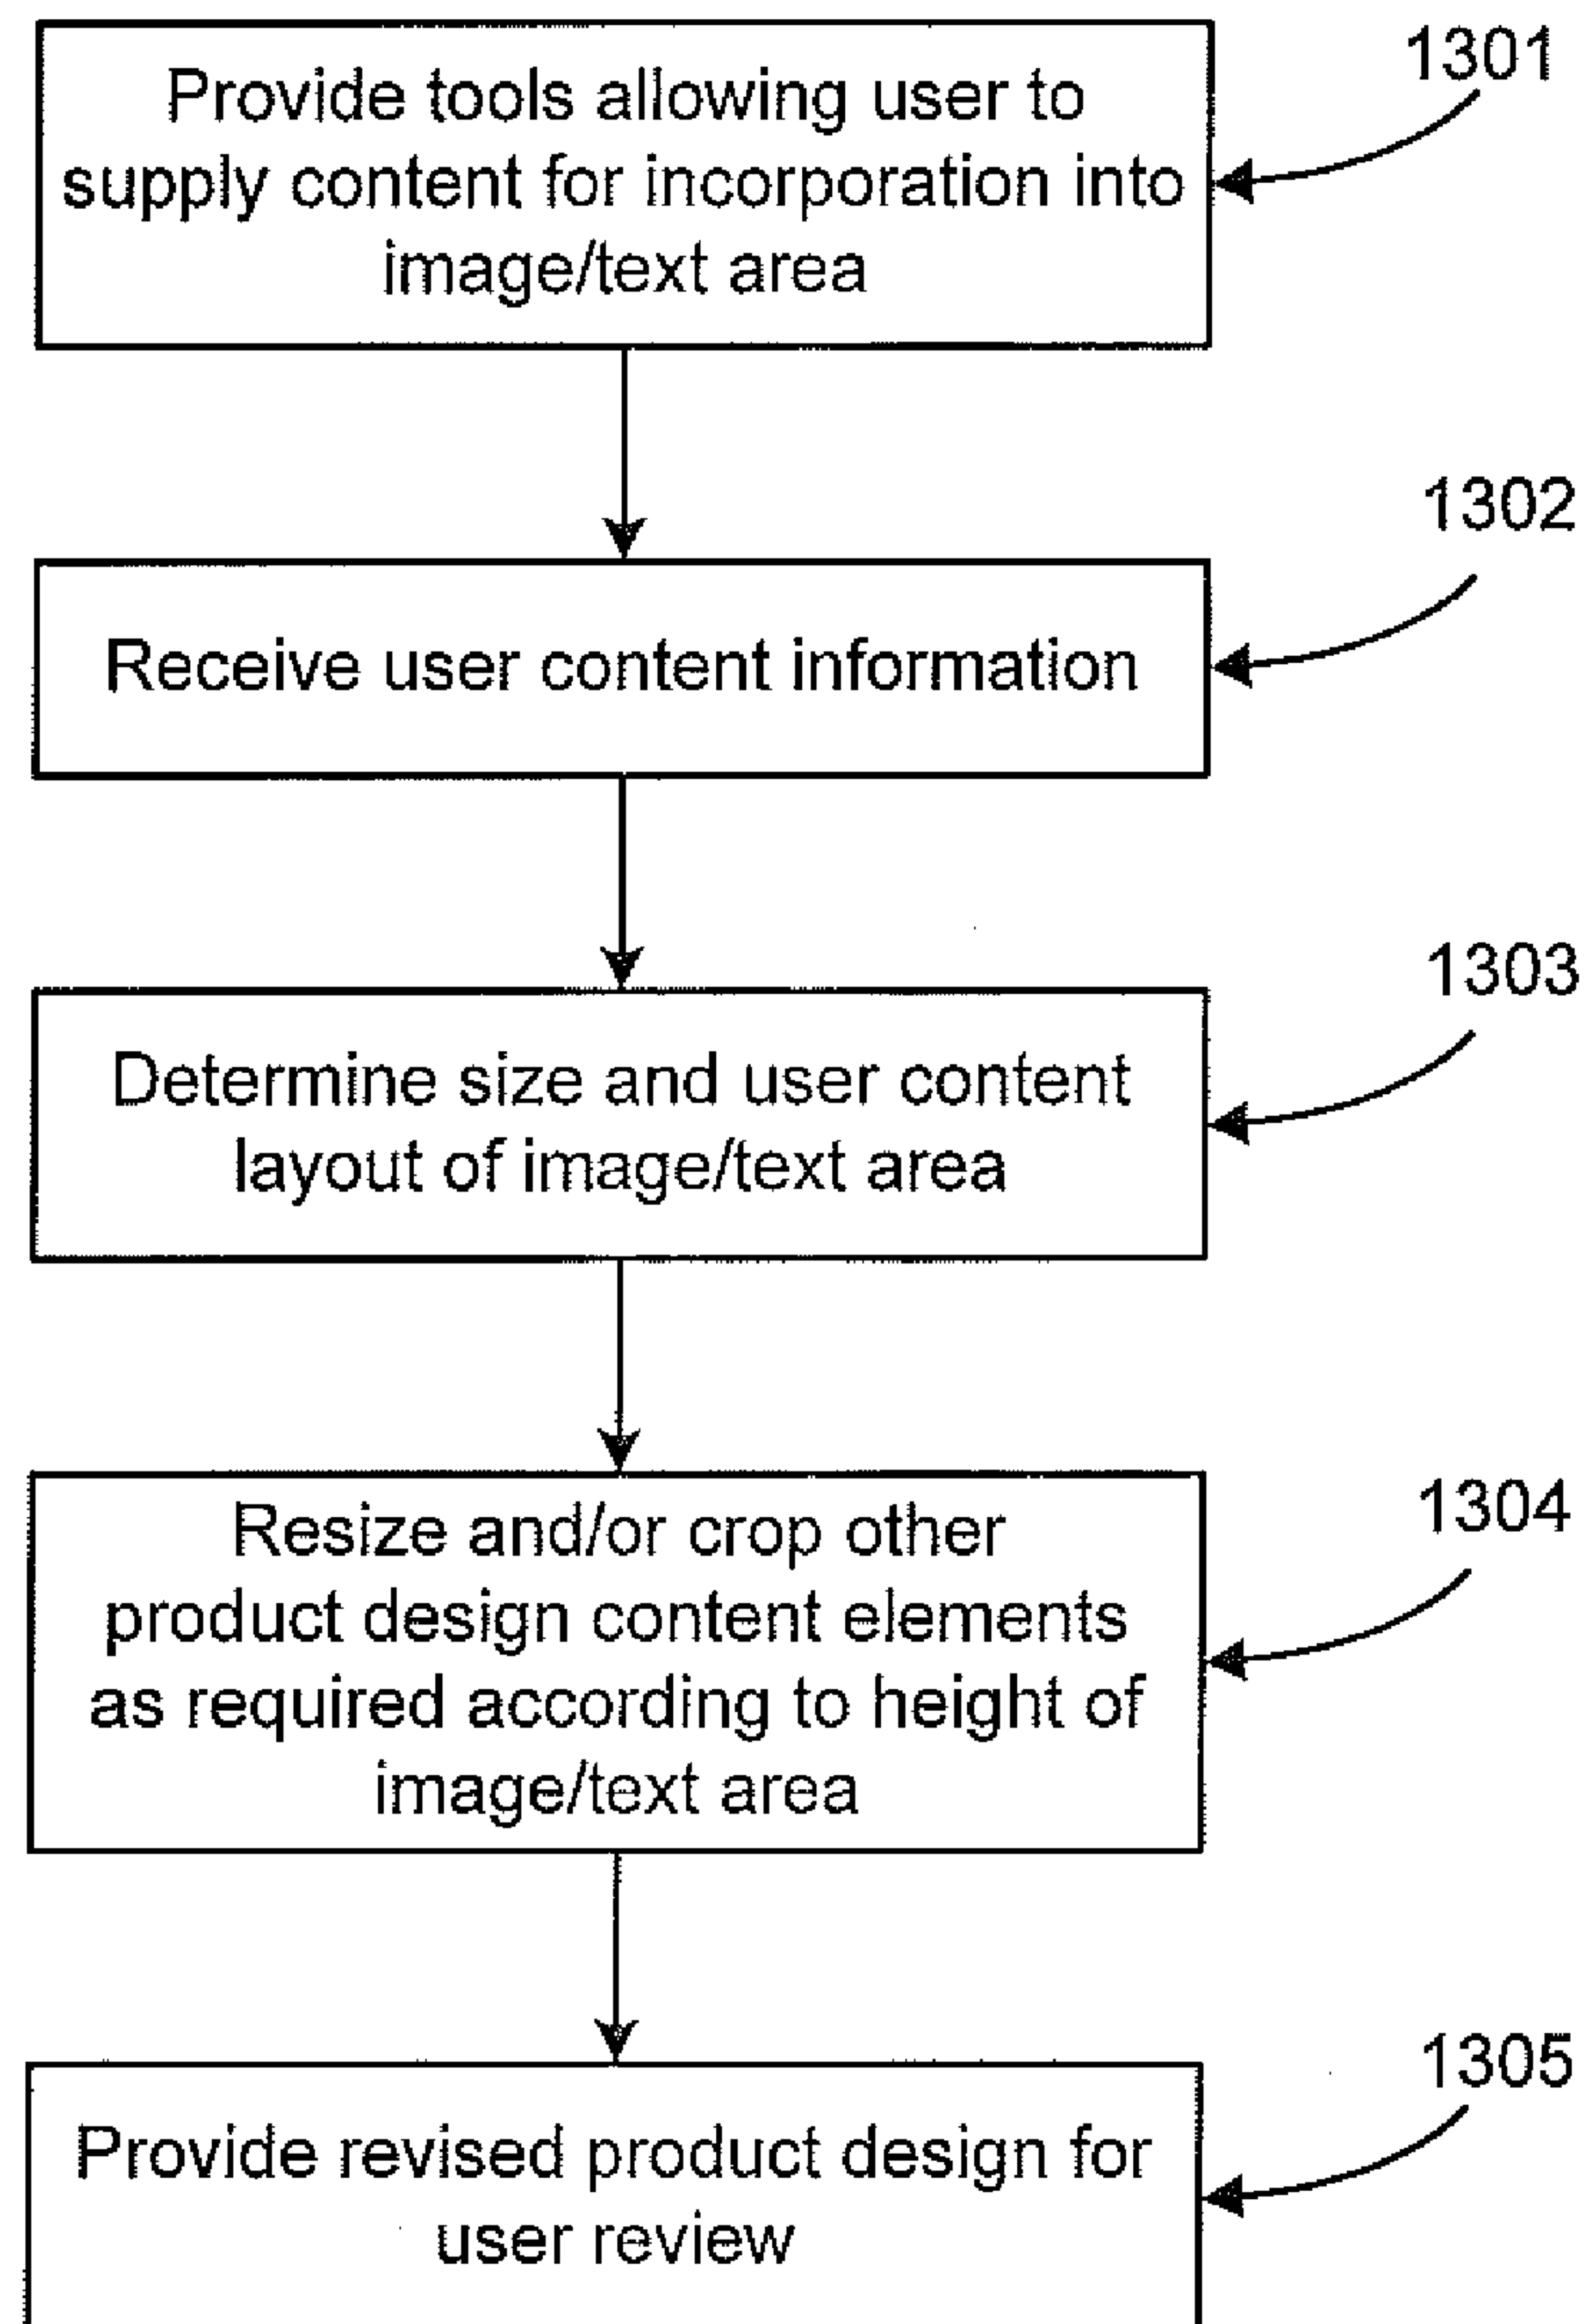 1301
Provide tools allowing user to
supply content for incorporation into
image/text area
1302
Receive user content information
1303
Determine size and user content
layout of image/text area
1304
Resize and/or crop other
product design content elements
as required according to height of
image/text area
1305
Provide revised product design for
user review